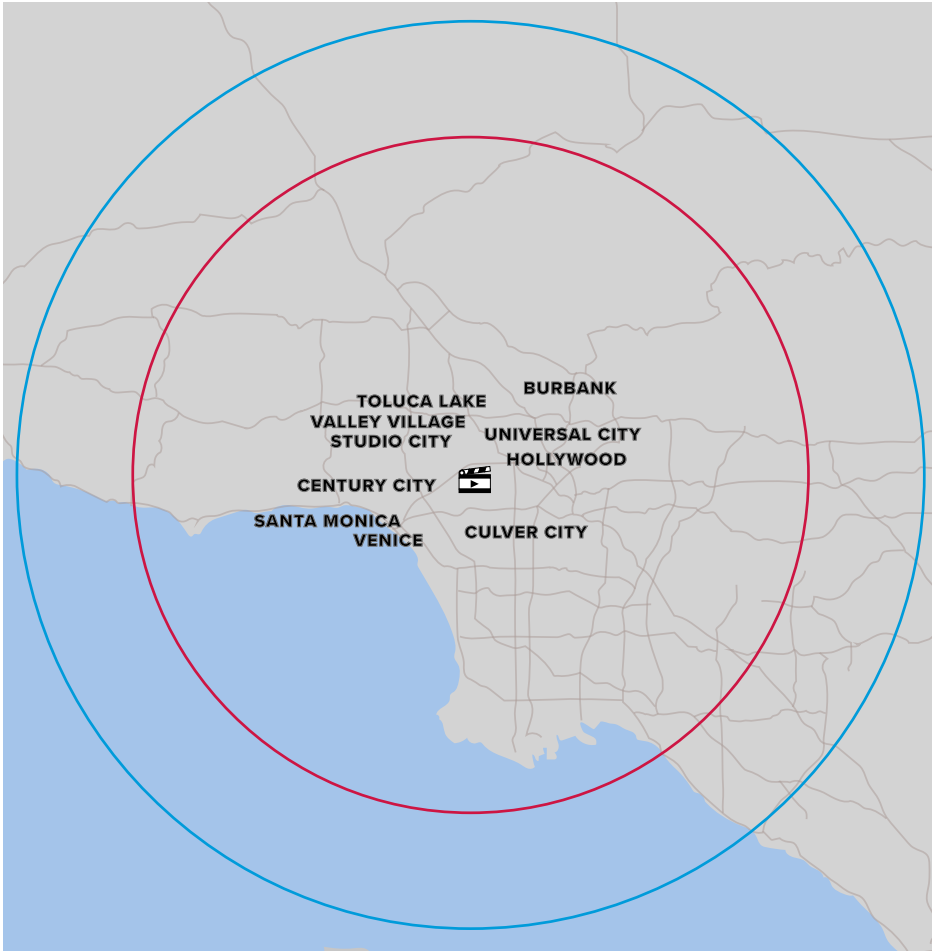 BURBANK
TOLUCA LAKE
VALLEY VILLAGE
UNIVERSAL CITY
STUDIO CITY
HOLLYWOOD
CENTURY CITY
SANTA MONICA
CULVER CITY
VENICE